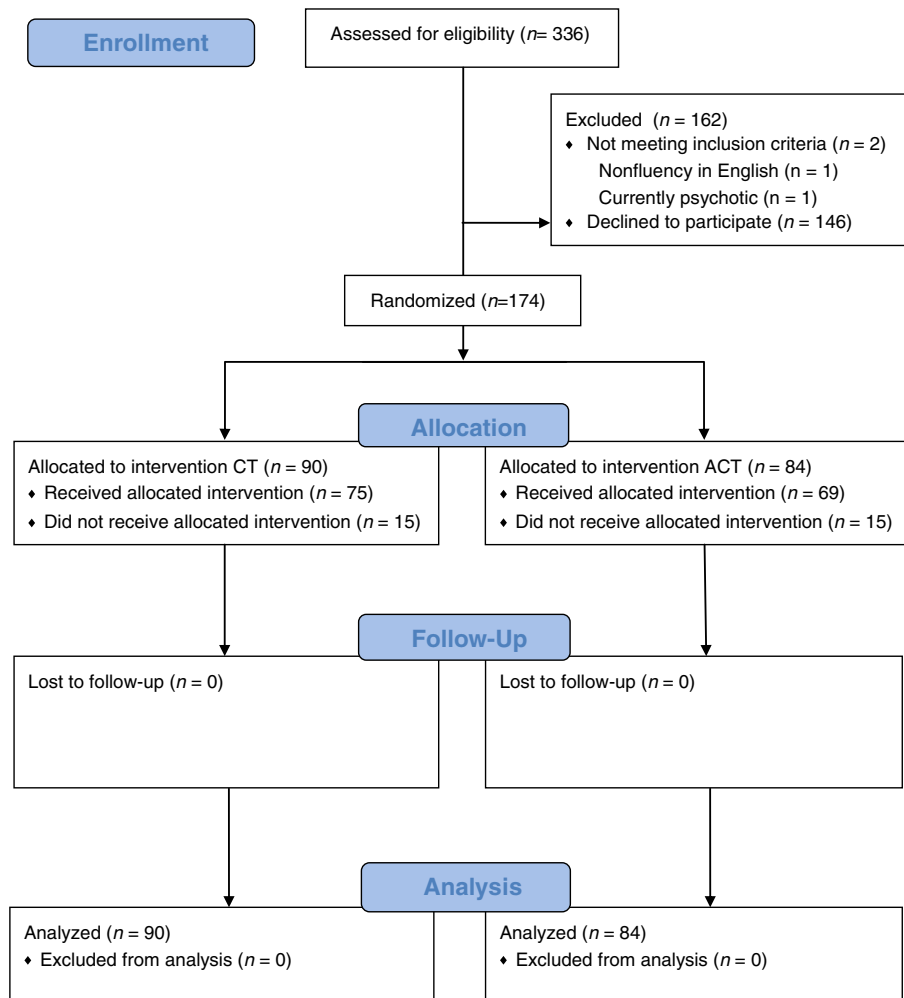 Enrollment
Assessed for eligibility (n= 336)
Excluded (n = 162)
♦ Not meeting inclusion criteria (n = 2)
Nonfluency in English (n = 1)
Currently psychotic (n = 1)
♦ Declined to participate (n = 146)
Randomized (n=174)
Allocation
Allocated to intervention CT (n = 90)
♦ Received allocated intervention (n = 75)
♦ Did not receive allocated intervention (n = 15)
Allocated to intervention ACT (n = 84)
♦ Received allocated intervention (n = 69)
♦ Did not receive allocated intervention (n = 15)
Follow-Up
Lost to follow-up (n = 0)
Lost to follow-up (n = 0)
Analysis
Analyzed (n = 90)
♦ Excluded from analysis (n = 0)
Analyzed (n = 84)
♦ Excluded from analysis (n = 0)